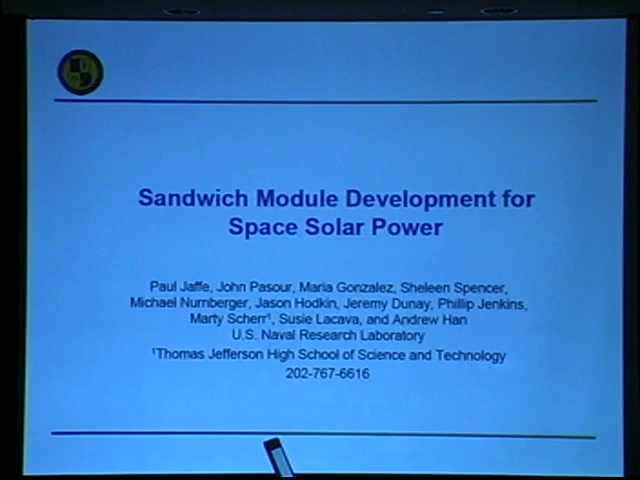 Sandwich Module Development for
Space Solar Power
Paul Jaffe, John Pasour, Maria Gonzalez, Sheleen Spencer,
Michael Nurnberger, Jason Hodkin, Jeremy Dunay, Phillip Jenkins,
Marty Scherr¹, Susie Lacava, and Andrew Han
U.S. Naval Research Laboratory
¹Thomas Jefferson High School of Science and Technology
202-767-6616